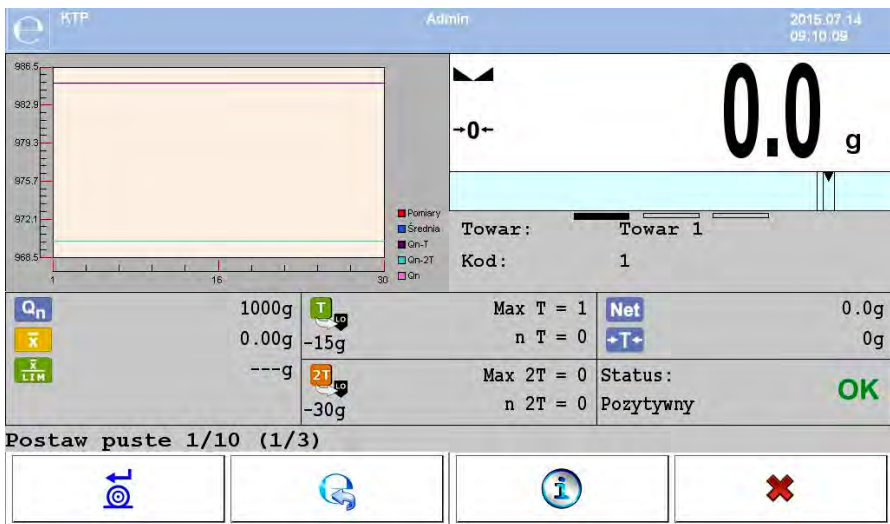 KTP
Admin
2015.07.14
09:10:09
986.5
982.9
979.3
975.7
972.1
968.5
1
16
30
Pomiary
Średnia
Qn-T
Qn-2T
Qn
0.0 g
→0←
Towar: Towar 1
Kod: 1
Qn 1000g
x̄ 0.00g
x̄ LIM ---g
T LO
-15g
Max T = 1
n T = 0
2T LO
-30g
Max 2T = 0
n 2T = 0
Net 0.0g
→T← 0g
Status:
Pozytywny
OK
Postaw puste 1/10 (1/3)